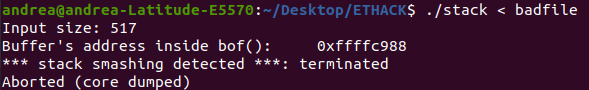 andrea@andrea-Latitude-E5570:~/Desktop/ETHACK$ ./stack < badfile
Input size: 517
Buffer's address inside bof():     0xffffc988
*** stack smashing detected ***: terminated
Aborted (core dumped)